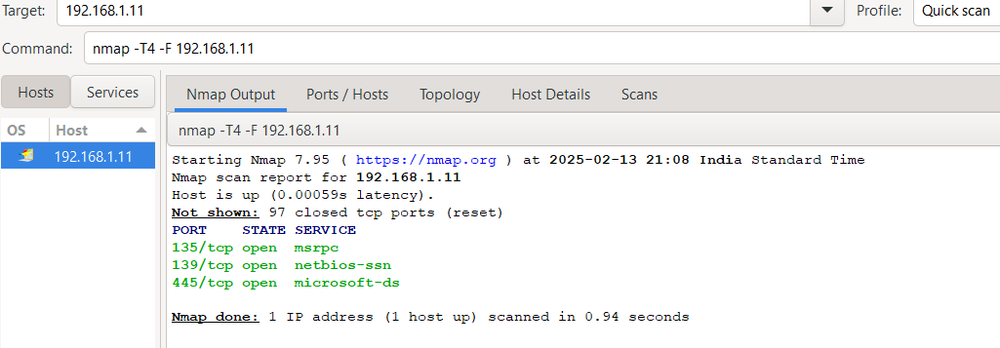 Target: 192.168.1.11 Profile: Quick scan
Command: nmap -T4 -F 192.168.1.11
Hosts Services
Nmap Output Ports / Hosts Topology Host Details Scans
OS Host
192.168.1.11
nmap -T4 -F 192.168.1.11
Starting Nmap 7.95 ( https://nmap.org ) at 2025-02-13 21:08 India Standard Time
Nmap scan report for 192.168.1.11
Host is up (0.00059s latency).
Not shown: 97 closed tcp ports (reset)
PORT    STATE SERVICE
135/tcp open  msrpc
139/tcp open  netbios-ssn
445/tcp open  microsoft-ds
Nmap done: 1 IP address (1 host up) scanned in 0.94 seconds